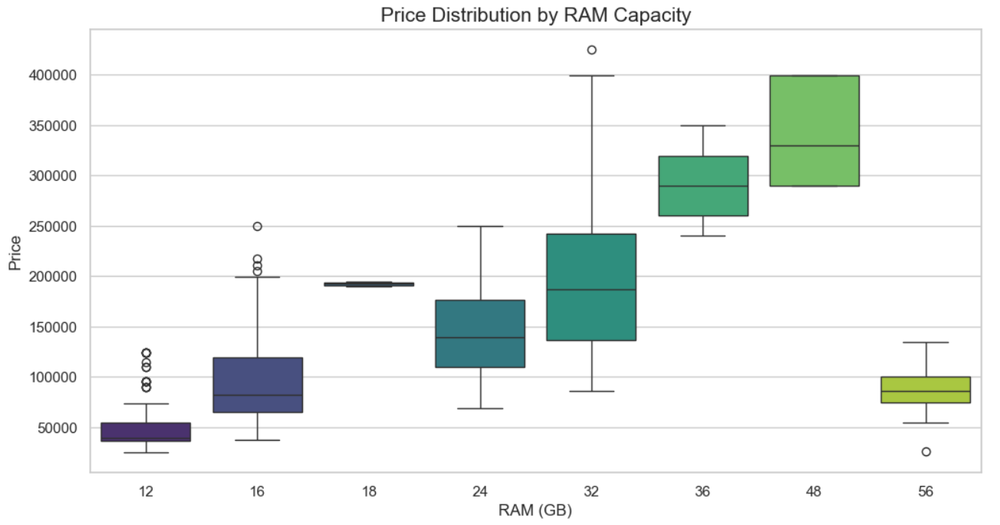 Price Distribution by RAM Capacity
Price
400000
350000
300000
250000
200000
150000
100000
50000
12 16 18 24 32 36 48 56
RAM (GB)